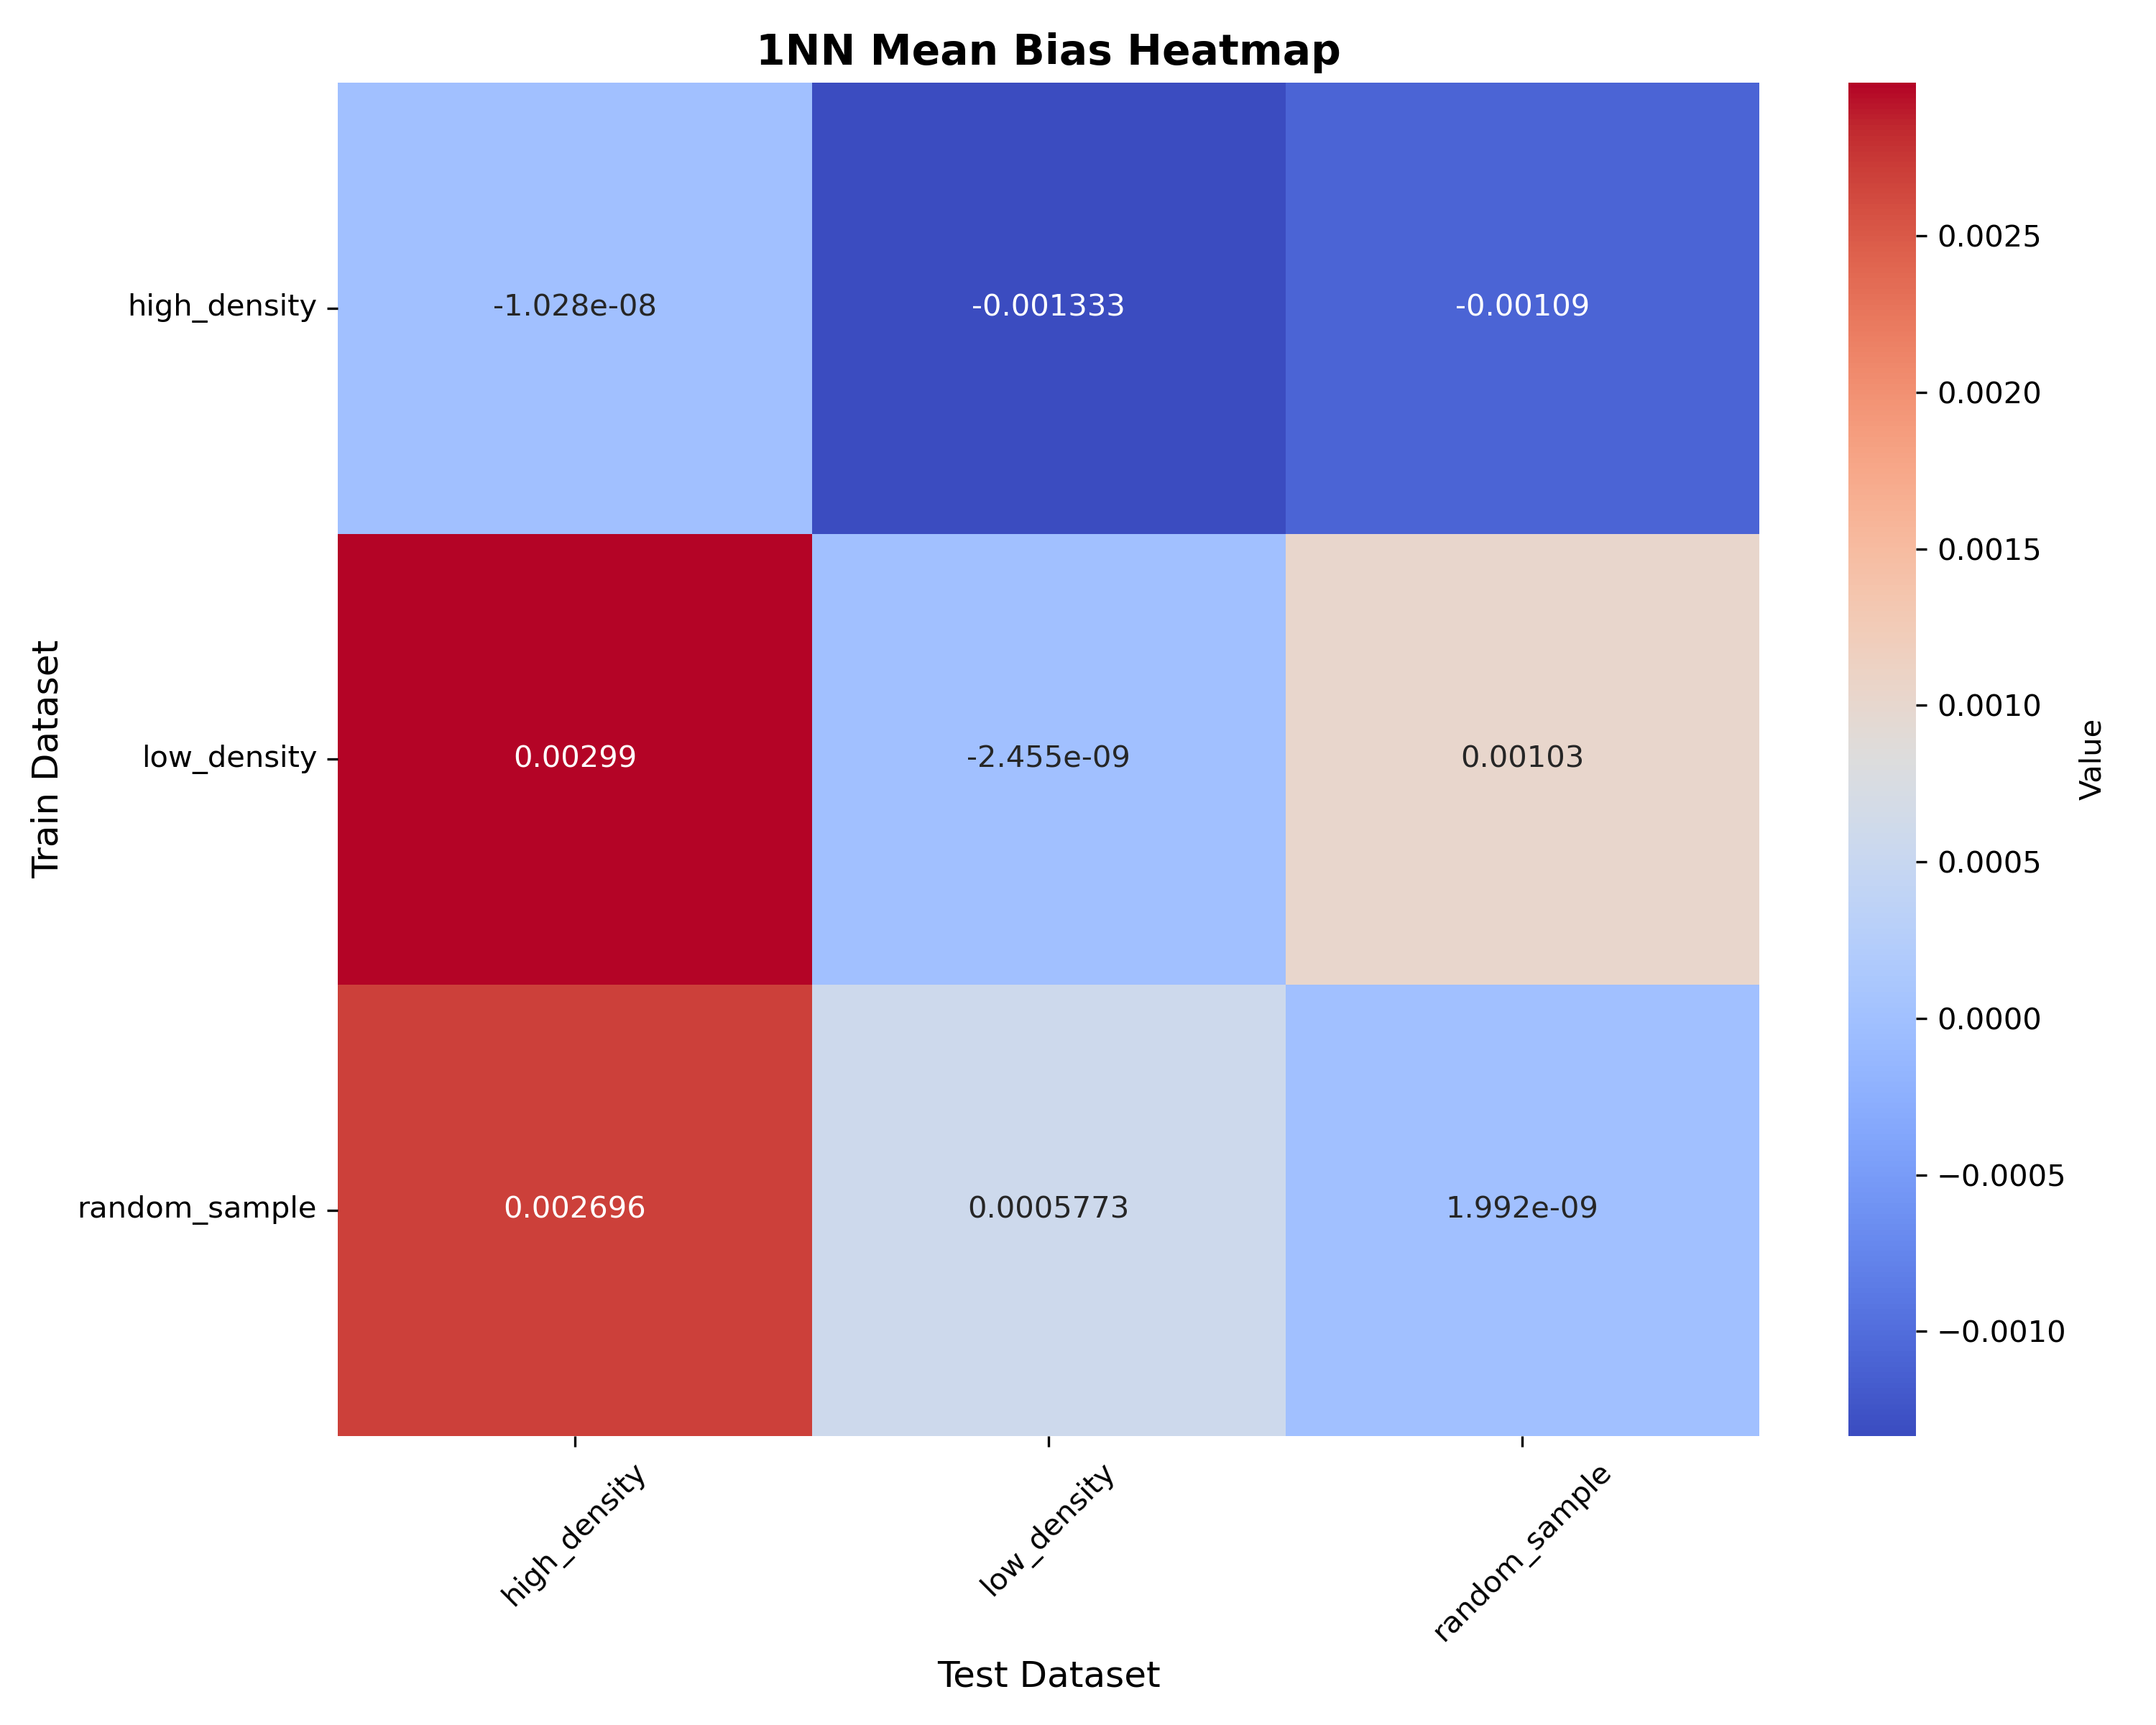 1NN Mean Bias Heatmap
Train Dataset
high_density
-1.028e-08
-0.001333
-0.00109
low_density
0.00299
-2.455e-09
0.00103
random_sample
0.002696
0.0005773
1.992e-09
high_density
low_density
random_sample
Test Dataset
0.0025
0.0020
0.0015
0.0010
0.0005
0.0000
−0.0005
−0.0010
Value